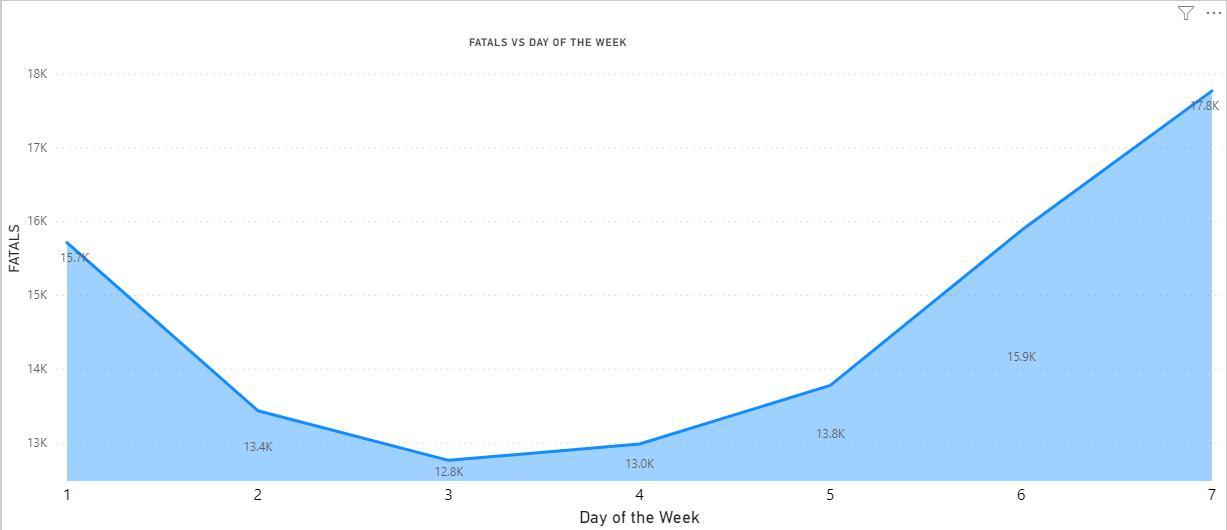 FATALS VS DAY OF THE WEEK
18K
17K
16K
15K
14K
13K
FATALS
15.7K
13.4K
12.8K
13.0K
13.8K
15.9K
17.8K
1 2 3 4 5 6 7
Day of the Week